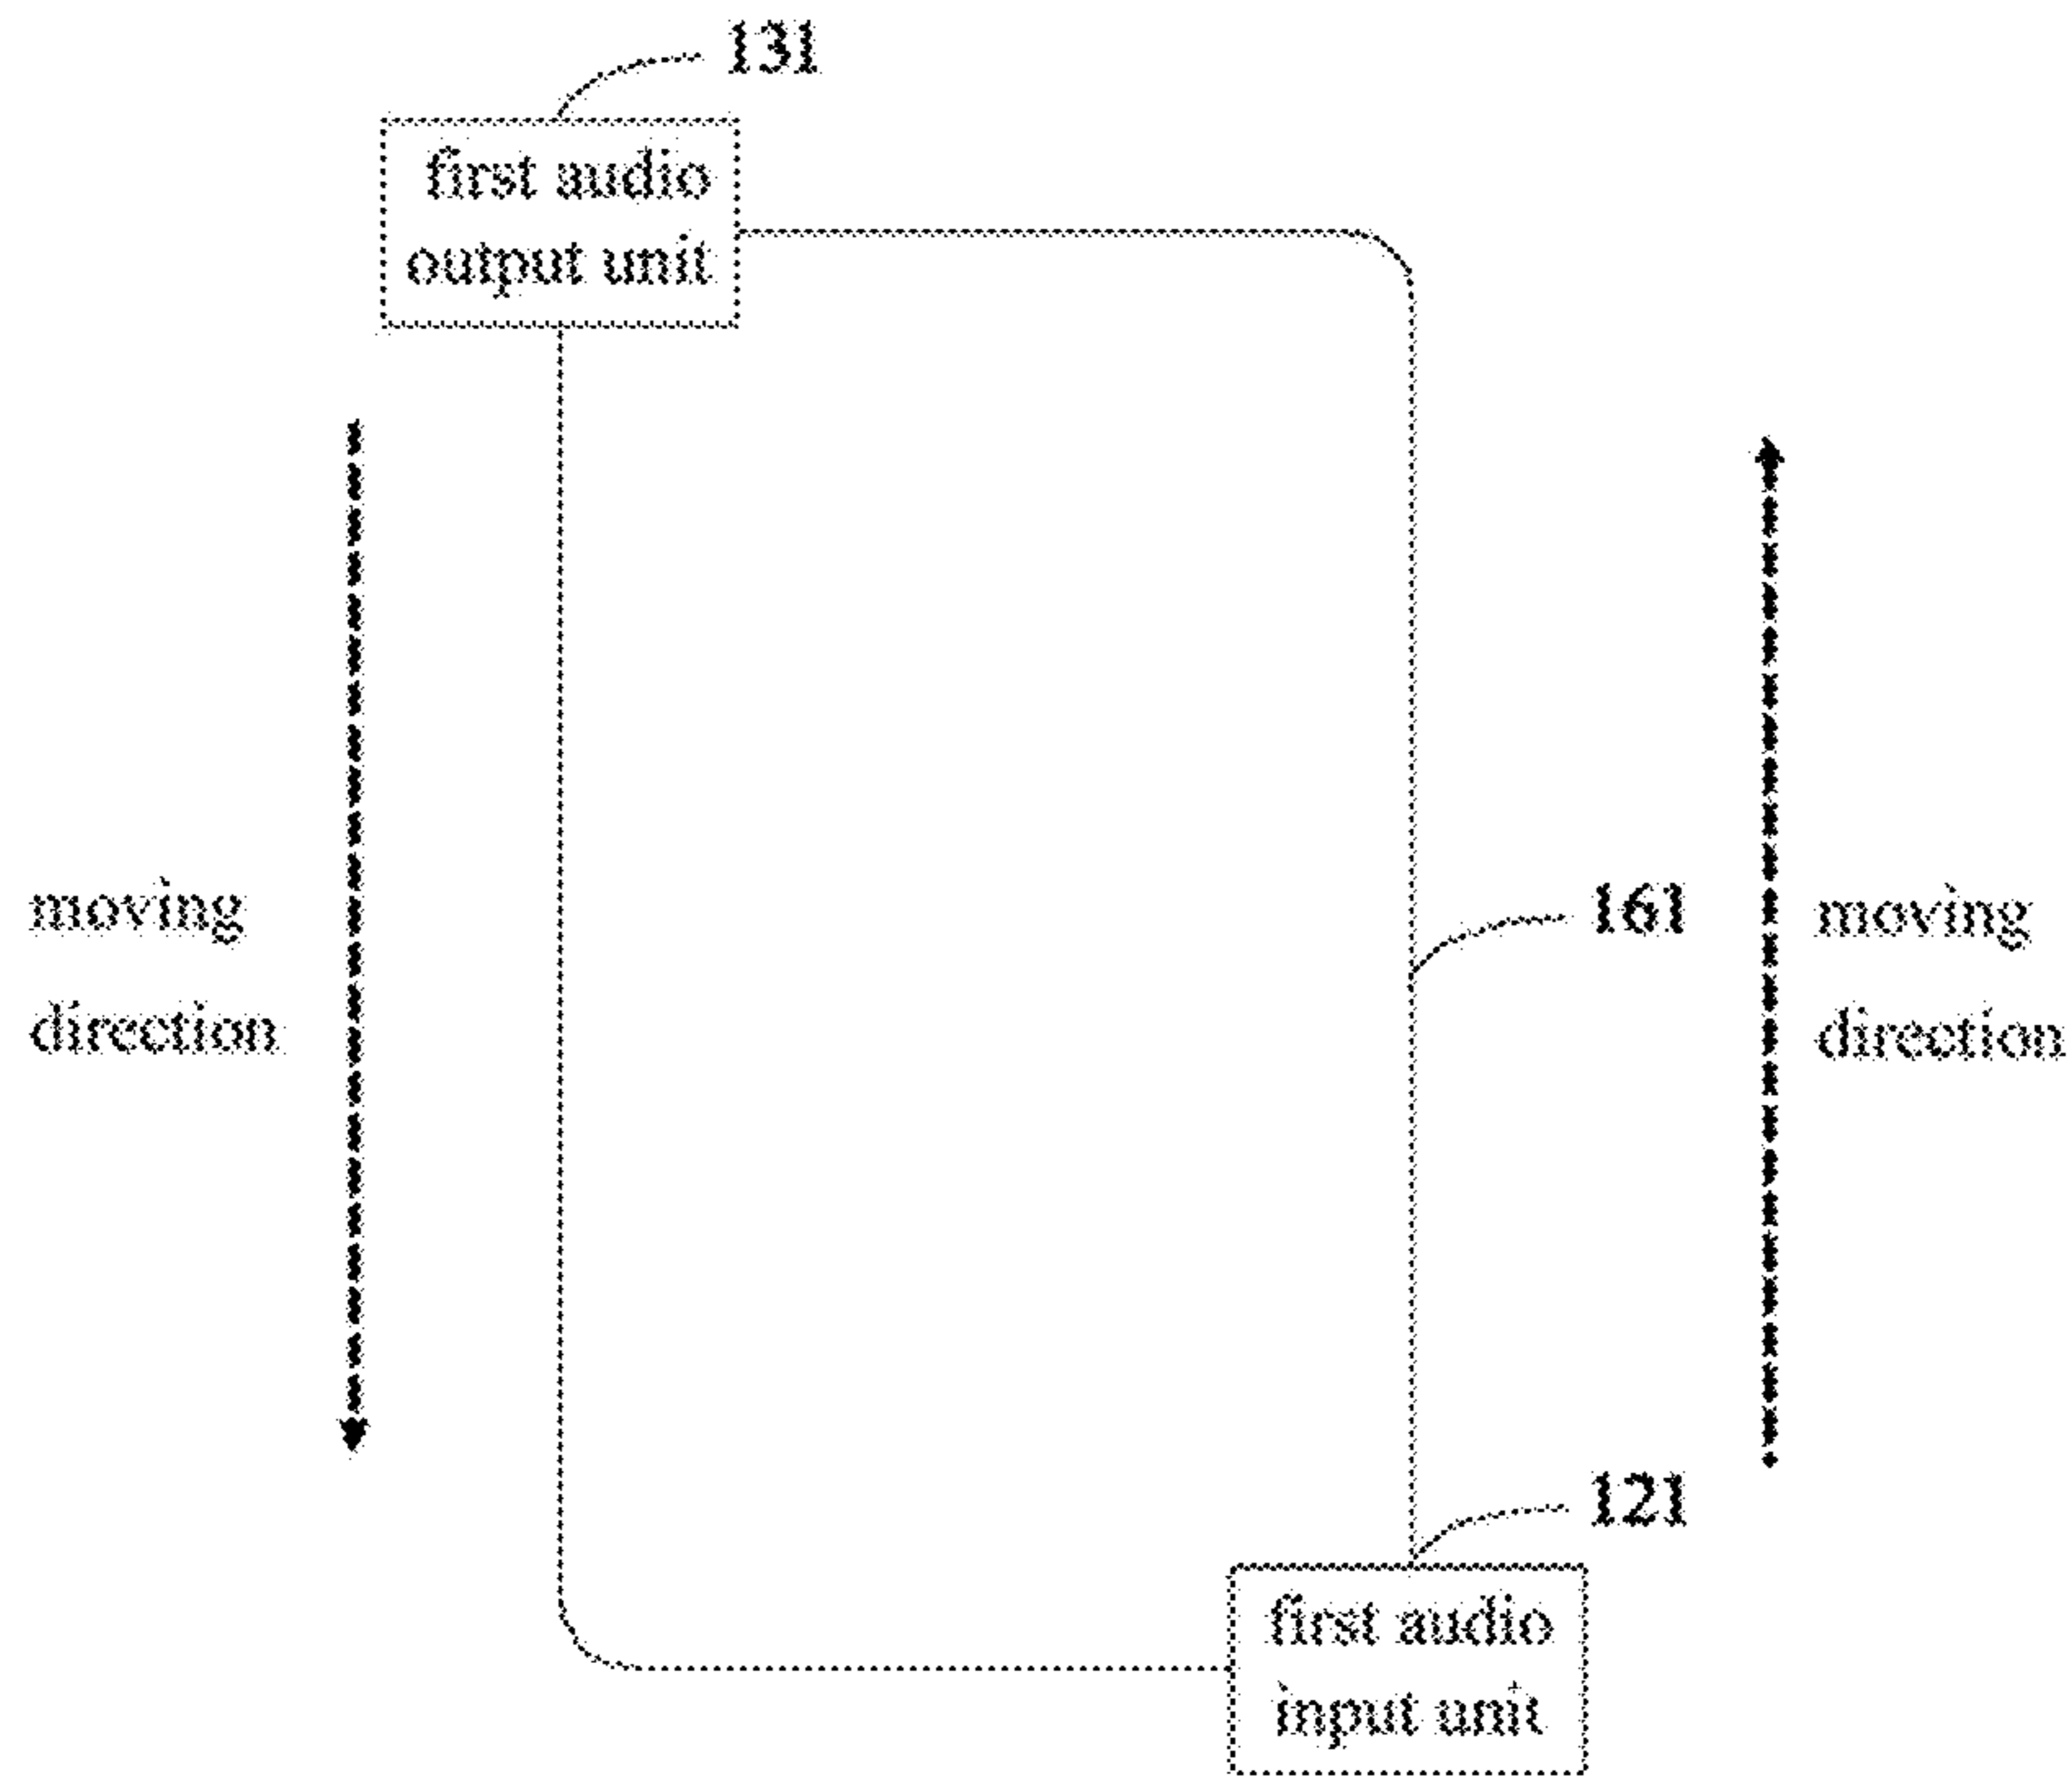 131
first audio
output unit
moving
direction
161
moving
direction
121
first audio
input unit